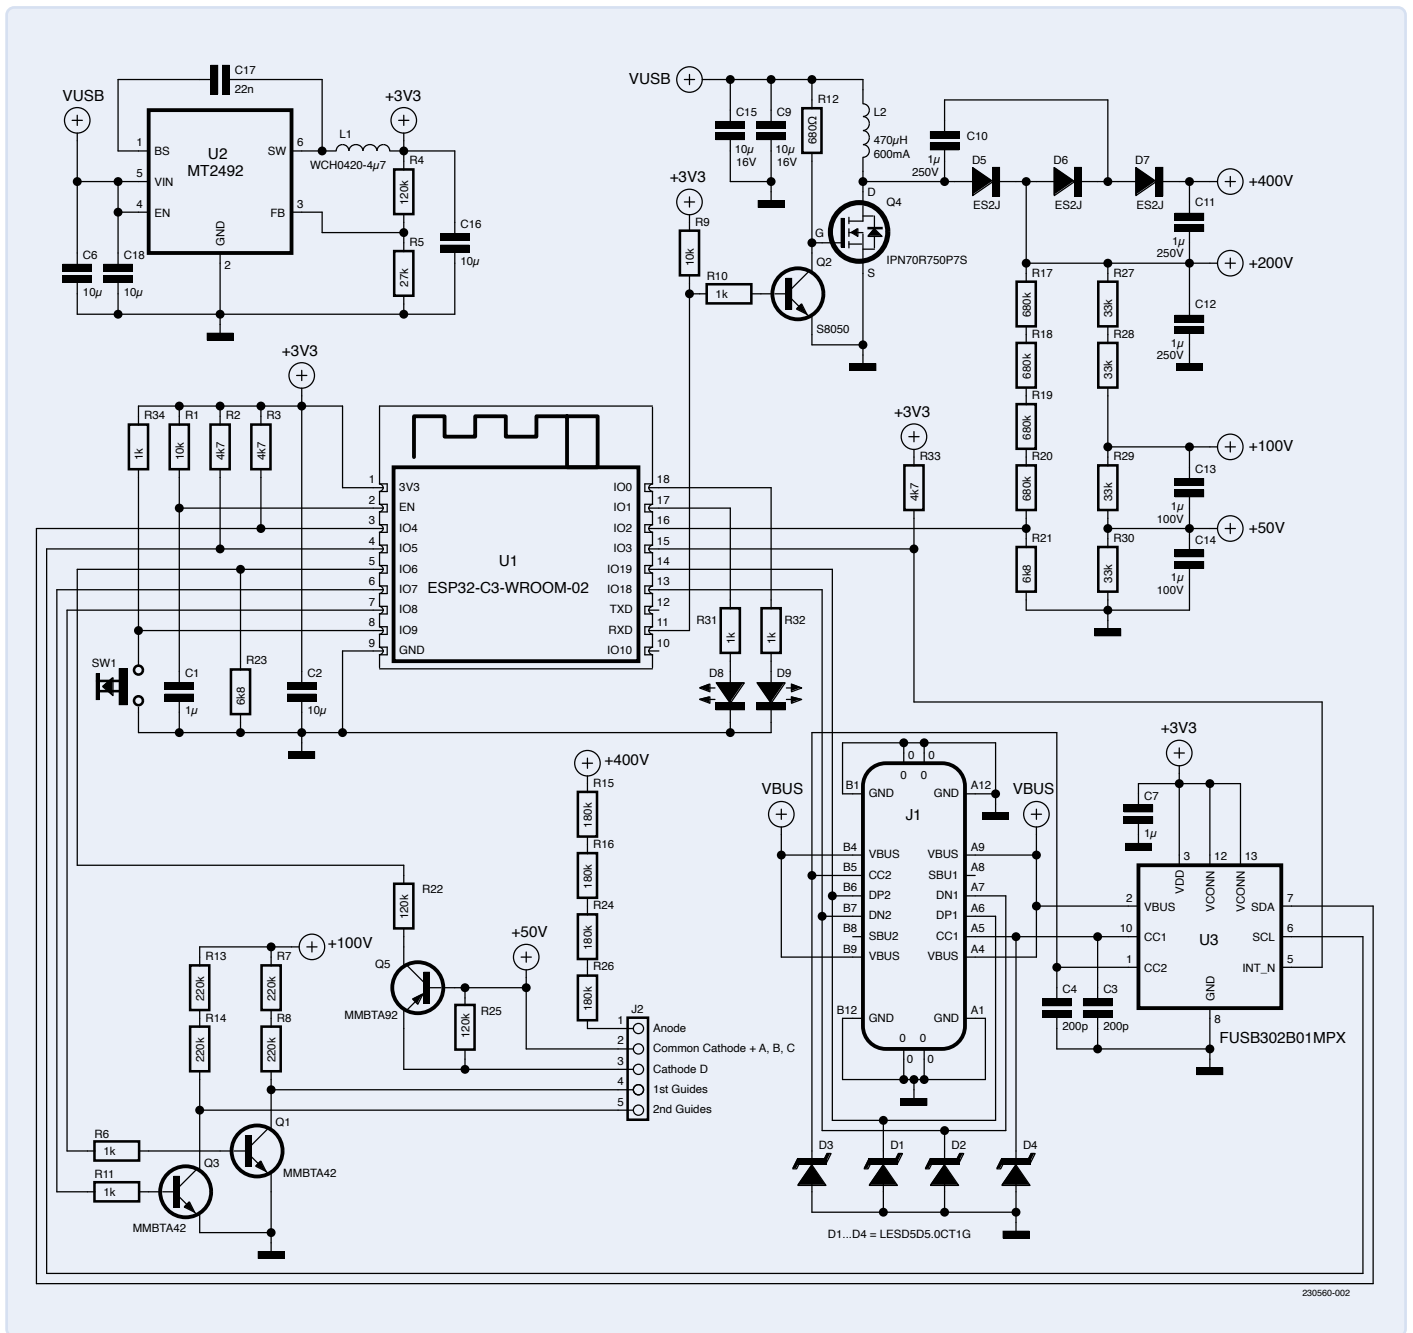 VUSB
C17
22n
+3V3
1
BS
U2
MT2492
SW
6
L1
WCH0420-4µ7
R4
120k
5
VIN
4
EN
FB
3
GND
2
R5
27k
C16
10µ
C6
10µ
C18
10µ
VUSB
C15
10µ
16V
C9
10µ
16V
R12
680Ω
L2
470µH
600mA
C10
1µ
250V
D5
ES2J
D6
ES2J
D7
ES2J
+400V
C11
1µ
250V
+200V
C12
1µ
250V
+3V3
R9
10k
R10
1k
Q2
S8050
D
G
S
Q4
IPN70R750P7S
R17
680k
R18
680k
R19
680k
R20
680k
R21
6k8
R27
33k
R28
33k
R29
33k
R30
33k
+100V
C13
1µ
100V
+50V
C14
1µ
100V
+3V3
R34
1k
R1
10k
R2
4k7
R3
4k7
1
3V3
2
EN
3
IO4
4
IO5
5
IO6
6
IO7
7
IO8
8
IO9
9
GND
U1
ESP32-C3-WROOM-02
IO0
18
IO1
17
IO2
16
IO3
15
IO19
14
IO18
13
TXD
12
RXD
11
IO10
10
+3V3
R33
4k7
R31
1k
R32
1k
D8
D9
SW1
C1
1µ
R23
6k8
C2
10µ
+400V
R15
180k
R16
180k
R24
180k
R26
180k
R22
120k
Q5
MMBTA92
+50V
R25
120k
J2
1
Anode
2
Common Cathode + A, B, C
3
Cathode D
4
1st Guides
5
2nd Guides
+100V
R13
220k
R7
220k
R14
220k
R8
220k
R6
1k
R11
1k
Q1
MMBTA42
Q3
MMBTA42
VBUS
VBUS
J1
0
0
0
0
B1
GND
GND
A12
B4
VBUS
VBUS
A9
B5
CC2
SBU1
A8
B6
DP2
DN1
A7
B7
DN2
DP1
A6
B8
SBU2
CC1
A5
B9
VBUS
VBUS
A4
B12
GND
GND
A1
0
0
0
0
D3
D1
D2
D4
D1...D4 = LESD5D5.0CT1G
+3V3
C7
1µ
3
12
13
VDD
VCONN
VCONN
2
VBUS
10
CC1
1
CC2
U3
SDA
7
SCL
6
INT_N
5
GND
8
FUSB302B01MPX
C4
200p
C3
200p
230560-002